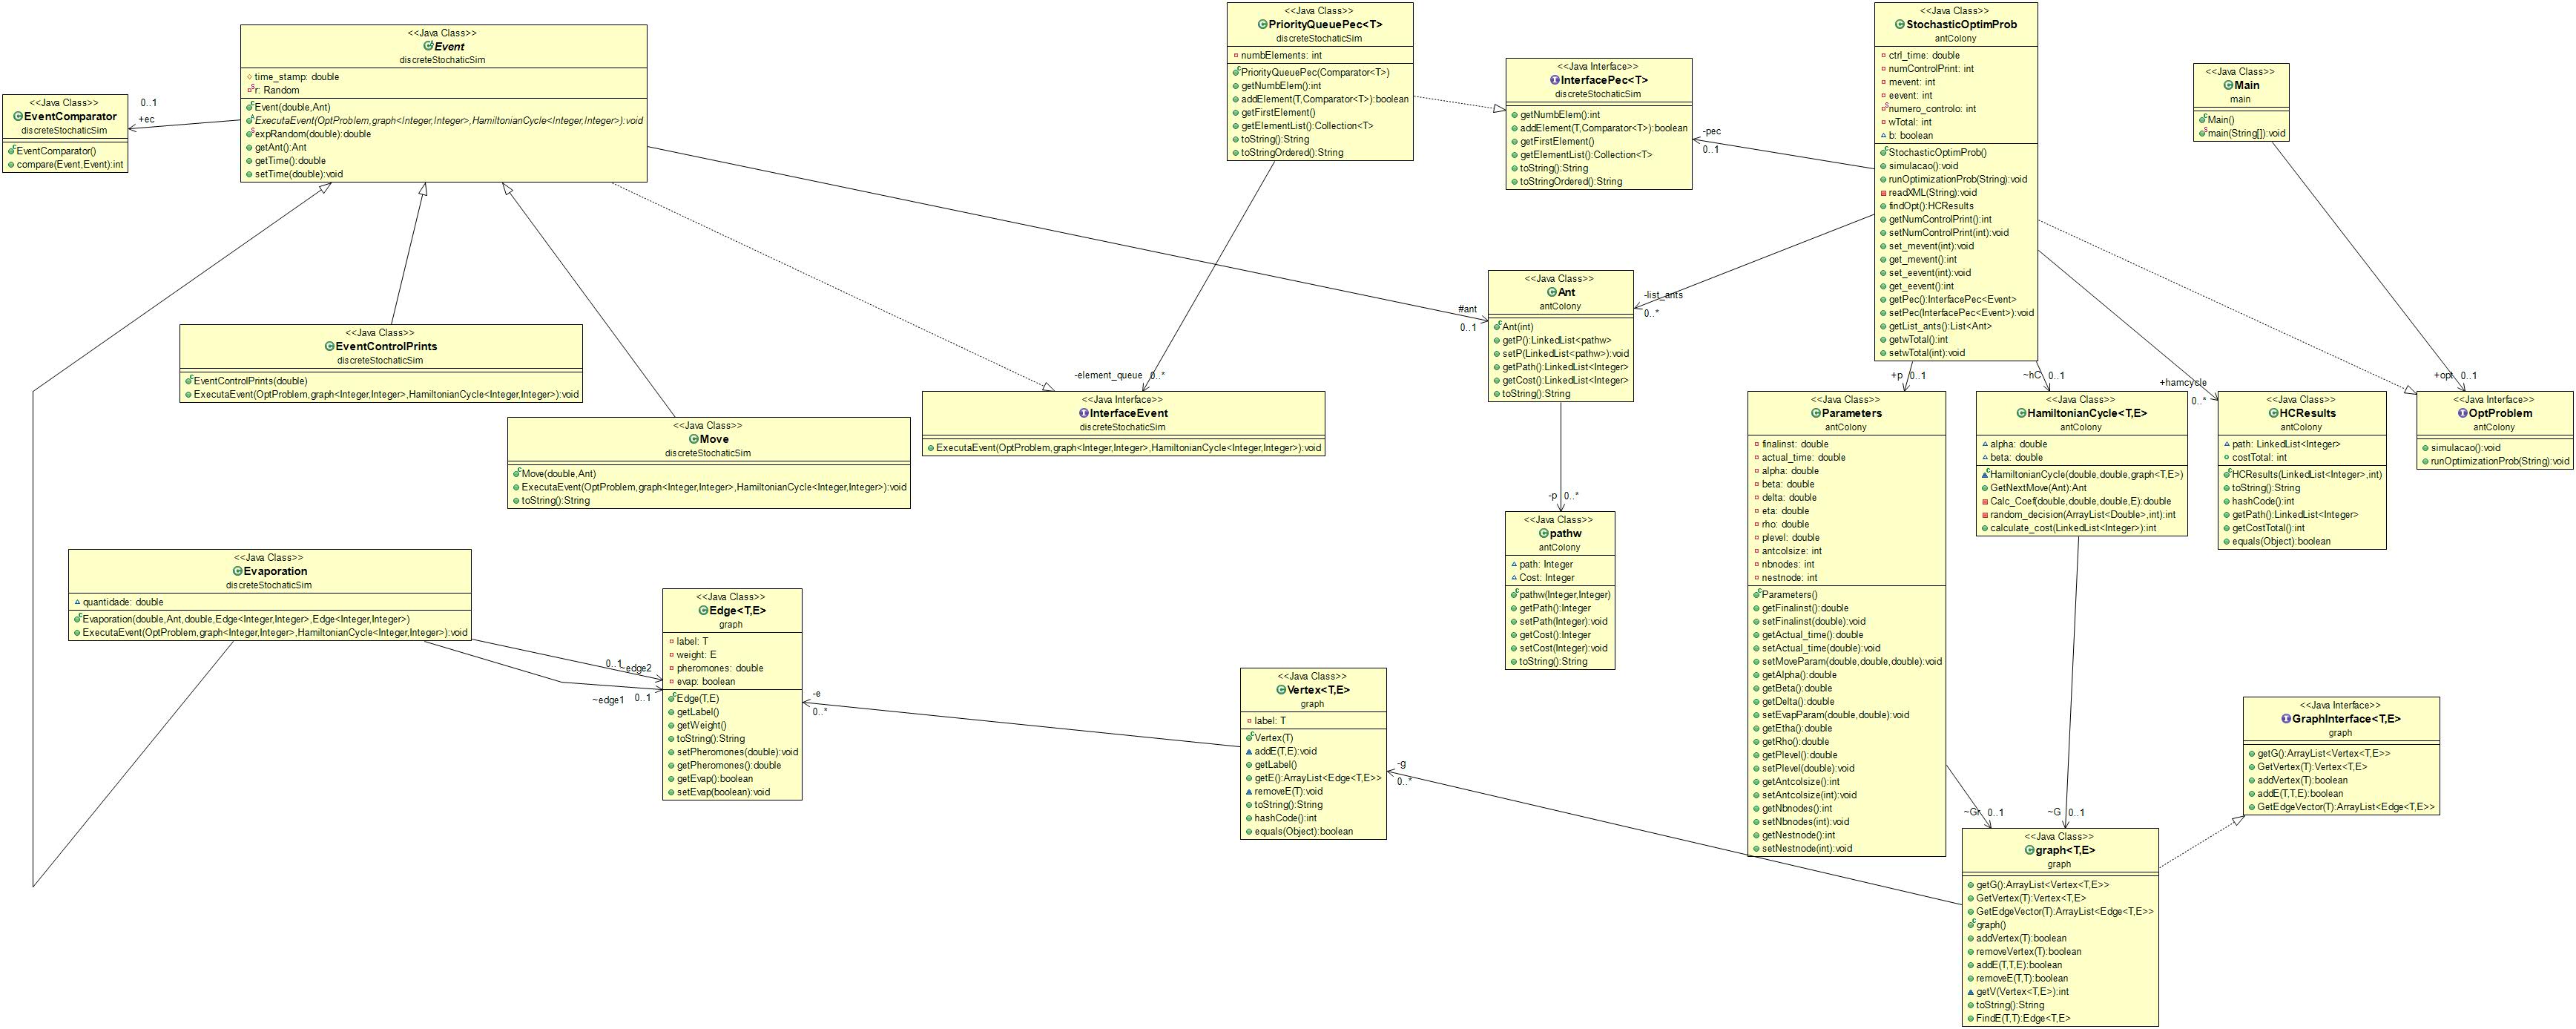 <<Java Class>>
Event
discreteStochaticSim
time_stamp: double
r: Random
Event(double,Ant)
ExecutaEvent(OptProblem,graph<Integer,Integer>,HamiltonianCycle<Integer,Integer>):void
expRandom(double):double
getAnt():Ant
getTime():double
setTime(double):void
<<Java Class>>
EventComparator
discreteStochaticSim
EventComparator()
compare(Event,Event):int
0..1
+ec
<<Java Class>>
PriorityQueuePec<T>
discreteStochaticSim
numbElements: int
PriorityQueuePec(Comparator<T>)
getNumbElem():int
addElement(T,Comparator<T>):boolean
getFirstElement()
getElementList():Collection<T>
toString():String
toStringOrdered():String
<<Java Interface>>
InterfacePec<T>
discreteStochaticSim
getNumbElem():int
addElement(T,Comparator<T>):boolean
getFirstElement()
getElementList():Collection<T>
toString():String
toStringOrdered():String
-pec
0..1
<<Java Class>>
StochasticOptimProb
antColony
ctrl_time: double
numControlPrint: int
mevent: int
eevent: int
numero_controlo: int
wTotal: int
b: boolean
StochasticOptimProb()
simulacao():void
runOptimizationProb(String):void
readXML(String):void
findOpt():HCResults
getNumControlPrint():int
setNumControlPrint(int):void
set_mevent(int):void
get_mevent():int
set_eevent(int):void
get_eevent():int
getPec():InterfacePec<Event>
setPec(InterfacePec<Event>):void
getList_ants():List<Ant>
getwTotal():int
setwTotal(int):void
<<Java Class>>
Main
main
Main()
main(String[]):void
<<Java Class>>
Ant
antColony
Ant(int)
getP():LinkedList<pathw>
setP(LinkedList<pathw>):void
getPath():LinkedList<Integer>
getCost():LinkedList<Integer>
toString():String
#ant
0..1
-list_ants
0..*
<<Java Class>>
EventControlPrints
discreteStochaticSim
EventControlPrints(double)
ExecutaEvent(OptProblem,graph<Integer,Integer>,HamiltonianCycle<Integer,Integer>):void
<<Java Class>>
Move
discreteStochaticSim
Move(double,Ant)
ExecutaEvent(OptProblem,graph<Integer,Integer>,HamiltonianCycle<Integer,Integer>):void
toString():String
-element_queue 0..*
<<Java Interface>>
InterfaceEvent
discreteStochaticSim
ExecutaEvent(OptProblem,graph<Integer,Integer>,HamiltonianCycle<Integer,Integer>):void
+p 0..1
<<Java Class>>
Parameters
antColony
finalinst: double
actual_time: double
alpha: double
beta: double
delta: double
eta: double
rho: double
plevel: double
antcolsize: int
nbnodes: int
nestnode: int
Parameters()
getFinalinst():double
setFinalinst(double):void
getActual_time():double
setActual_time(double):void
setMoveParam(double,double,double):void
getAlpha():double
getBeta():double
getDelta():double
setEvapParam(double,double):void
getEtha():double
getRho():double
getPlevel():double
setPlevel(double):void
getAntcolsize():int
setAntcolsize(int):void
getNbnodes():int
setNbnodes(int):void
getNestnode():int
setNestnode(int):void
~hC 0..1
<<Java Class>>
HamiltonianCycle<T,E>
antColony
alpha: double
beta: double
HamiltonianCycle(double,double,graph<T,E>)
GetNextMove(Ant):Ant
Calc_Coef(double,double,double,E):double
random_decision(ArrayList<Double>,int):int
calculate_cost(LinkedList<Integer>):int
+hamcycle
0..*
<<Java Class>>
HCResults
antColony
path: LinkedList<Integer>
costTotal: int
HCResults(LinkedList<Integer>,int)
toString():String
hashCode():int
getPath():LinkedList<Integer>
getCostTotal():int
equals(Object):boolean
+opt 0..1
<<Java Interface>>
OptProblem
antColony
simulacao():void
runOptimizationProb(String):void
-p 0..*
<<Java Class>>
pathw
antColony
path: Integer
Cost: Integer
pathw(Integer,Integer)
getPath():Integer
setPath(Integer):void
getCost():Integer
setCost(Integer):void
toString():String
<<Java Class>>
Evaporation
discreteStochaticSim
quantidade: double
Evaporation(double,Ant,double,Edge<Integer,Integer>,Edge<Integer,Integer>)
ExecutaEvent(OptProblem,graph<Integer,Integer>,HamiltonianCycle<Integer,Integer>):void
0..1 ~edge2
~edge1 0..1
<<Java Class>>
Edge<T,E>
graph
label: T
weight: E
pheromones: double
evap: boolean
Edge(T,E)
getLabel()
getWeight()
toString():String
setPheromones(double):void
getPheromones():double
getEvap():boolean
setEvap(boolean):void
-e
0..*
<<Java Class>>
Vertex<T,E>
graph
label: T
Vertex(T)
addE(T,E):void
getLabel()
getE():ArrayList<Edge<T,E>>
removeE(T):void
toString():String
hashCode():int
equals(Object):boolean
-g
0..*
<<Java Interface>>
GraphInterface<T,E>
graph
getG():ArrayList<Vertex<T,E>>
GetVertex(T):Vertex<T,E>
addVertex(T):boolean
addE(T,T,E):boolean
GetEdgeVector(T):ArrayList<Edge<T,E>>
~Gr 0..1
~G 0..1
<<Java Class>>
graph<T,E>
graph
getG():ArrayList<Vertex<T,E>>
GetVertex(T):Vertex<T,E>
GetEdgeVector(T):ArrayList<Edge<T,E>>
graph()
addVertex(T):boolean
removeVertex(T):boolean
addE(T,T,E):boolean
removeE(T,T):boolean
getV(Vertex<T,E>):int
toString():String
FindE(T,T):Edge<T,E>